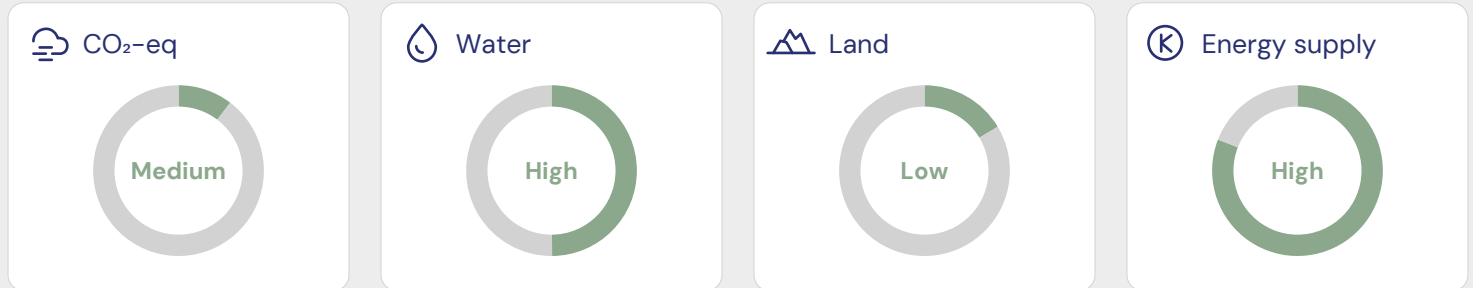 CO₂-eq
Medium
Water
High
Land
Low
Energy supply
High